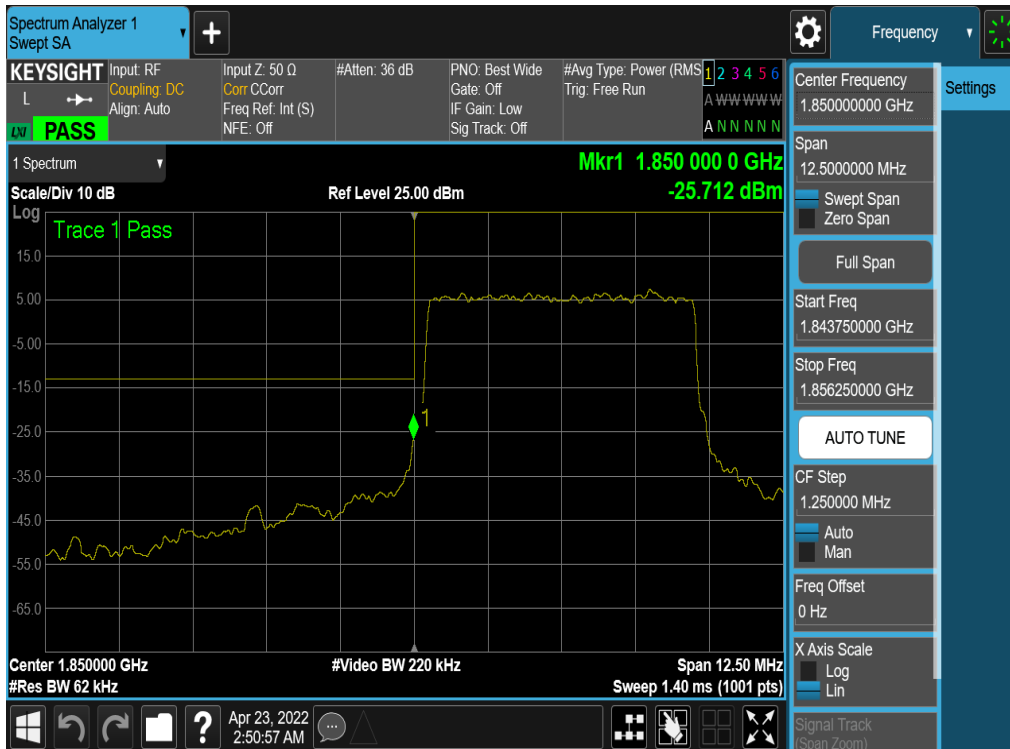 Spectrum Analyzer 1
Swept SA
+
Frequency
KEYSIGHT
L
LXI
PASS
Input: RF
Coupling: DC
Align: Auto
Input Z: 50 Ω
Corr CCorr
Freq Ref: Int (S)
NFE: Off
#Atten: 36 dB
PNO: Best Wide
Gate: Off
IF Gain: Low
Sig Track: Off
#Avg Type: Power (RMS
Trig: Free Run
1 2 3 4 5 6
A W W W W W
A N N N N N
1 Spectrum
Mkr1 1.850 000 0 GHz
-25.712 dBm
Scale/Div 10 dB
Ref Level 25.00 dBm
Log
Trace 1 Pass
15.0
5.00
-5.00
-15.0
-25.0
-35.0
-45.0
-55.0
-65.0
1
Center 1.850000 GHz
#Video BW 220 kHz
Span 12.50 MHz
#Res BW 62 kHz
Sweep 1.40 ms (1001 pts)
Center Frequency
1.850000000 GHz
Settings
Span
12.5000000 MHz
Swept Span
Zero Span
Full Span
Start Freq
1.843750000 GHz
Stop Freq
1.856250000 GHz
AUTO TUNE
CF Step
1.250000 MHz
Auto
Man
Freq Offset
0 Hz
X Axis Scale
Log
Lin
Signal Track
(Span Zoom)
?
Apr 23, 2022
2:50:57 AM